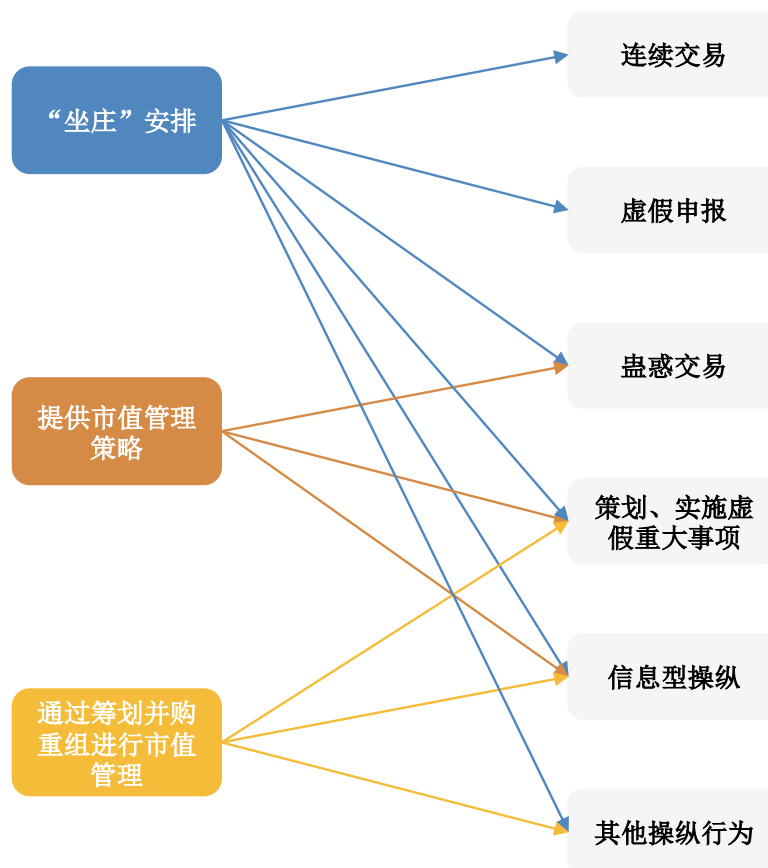 “坐庄”安排
提供市值管理
策略
通过筹划并购
重组进行市值
管理
连续交易
虚假申报
蛊惑交易
策划、实施虚
假重大事项
信息型操纵
其他操纵行为